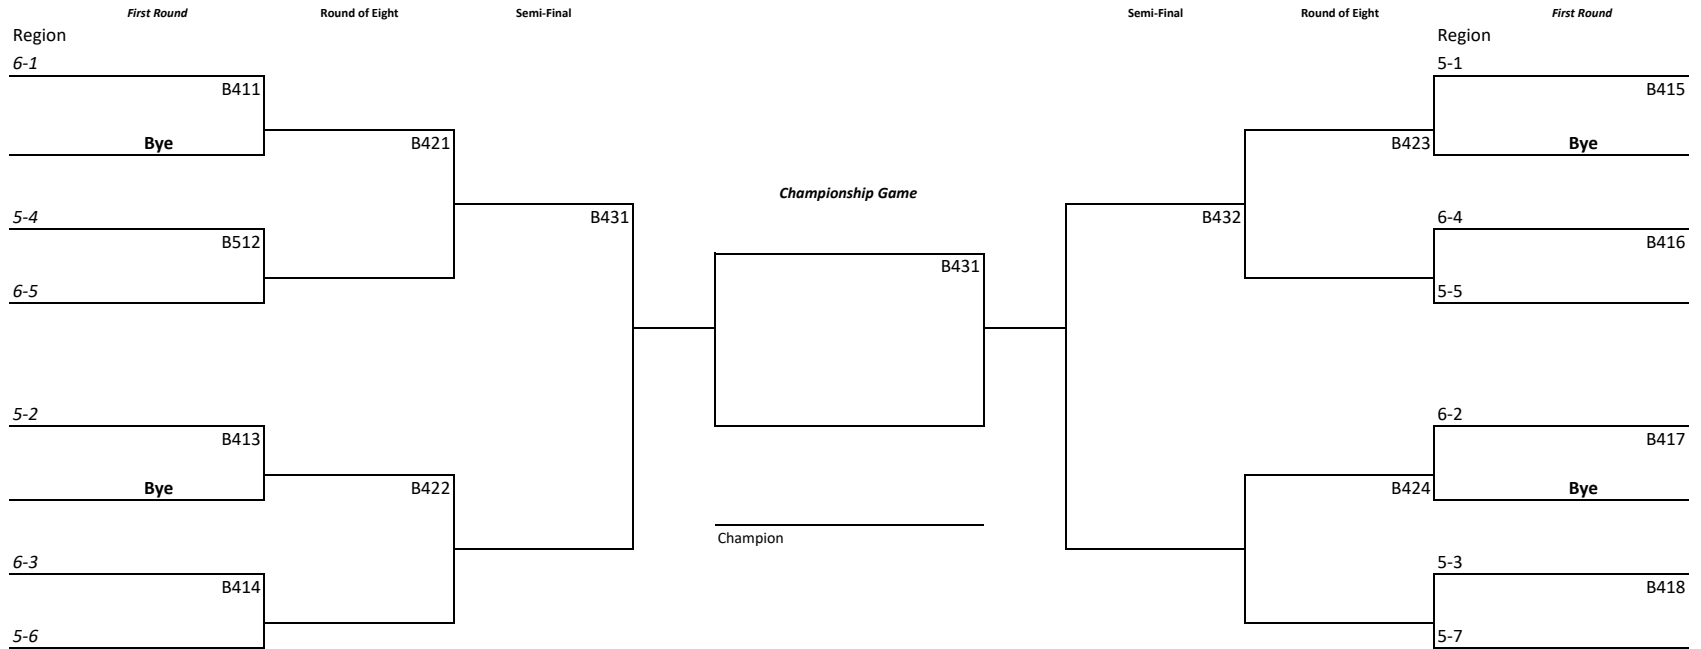 First Round Round of Eight Semi-Final Semi-Final Round of Eight First Round
Region Region
6-1 5-1
B411 B415
Bye B421 B423 Bye
Championship Game
5-4 B431 B432 6-4
B512 B416
B431
6-5 5-5
5-2 6-2
B413 B417
Bye B422 B424 Bye
Champion
6-3 5-3
B414 B418
5-6 5-7